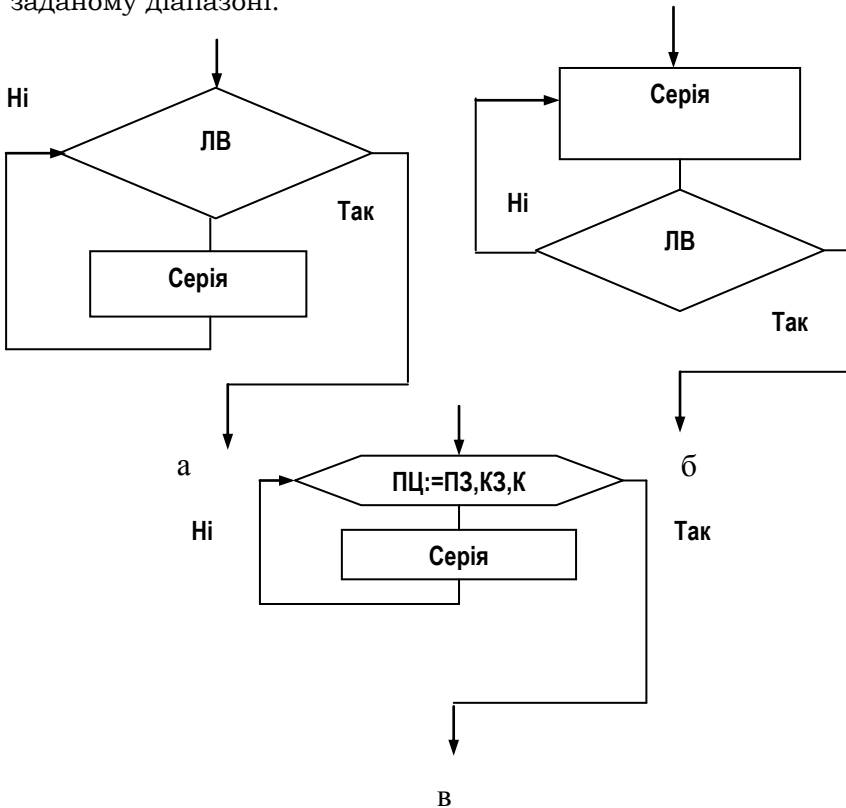 заданому діапазоні.
Ні
ЛВ
Так
Серія
Серія
Ні
ЛВ
Так
а
б
ПЦ:=ПЗ,КЗ,К
Ні
Так
Серія
в